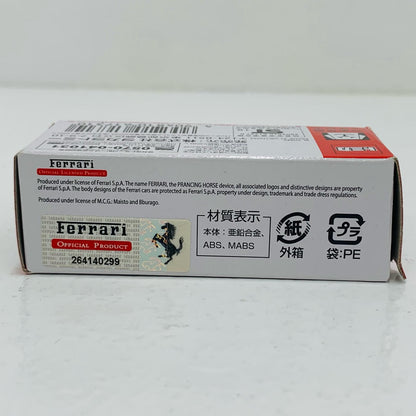 Ferrari
OFFICIAL LICENSED PRODUCT
Produced under license of Ferrari S.p.A. The name FERRARI, the PRANCING HORSE device, all associated logos and distinctive designs are property
of Ferrari S.p.A. The body designs of the Ferrari cars are protected as Ferrari S.p.A. property under design, trademark and trade dress regulations.
Produced under license of M.C.G.: Maisto and Bburago.
Ferrari
OFFICIAL PRODUCT
264140299
材質表示
本体：亜鉛合金、
ABS、MABS
紙
外箱
プラ
袋:PE